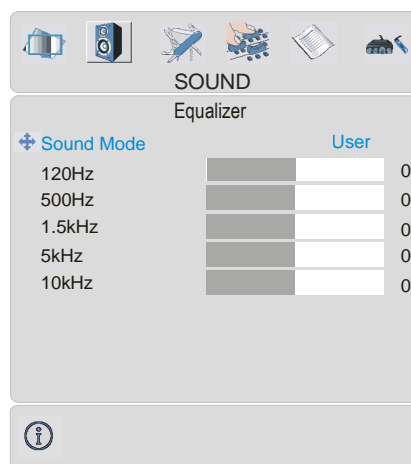 SOUND
Equalizer
Sound Mode User
120Hz 0
500Hz 0
1.5kHz 0
5kHz 0
10kHz 0